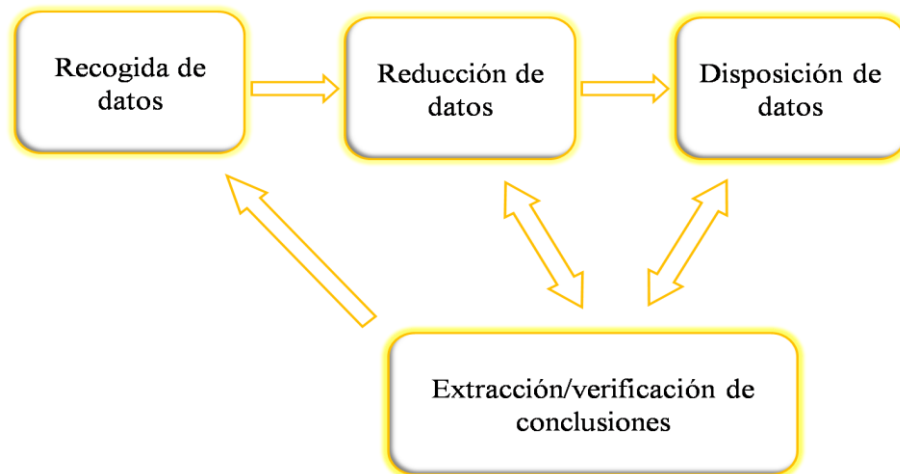 Recogida de
datos
Reducción de
datos
Disposición de
datos
Extracción/verificación de
conclusiones